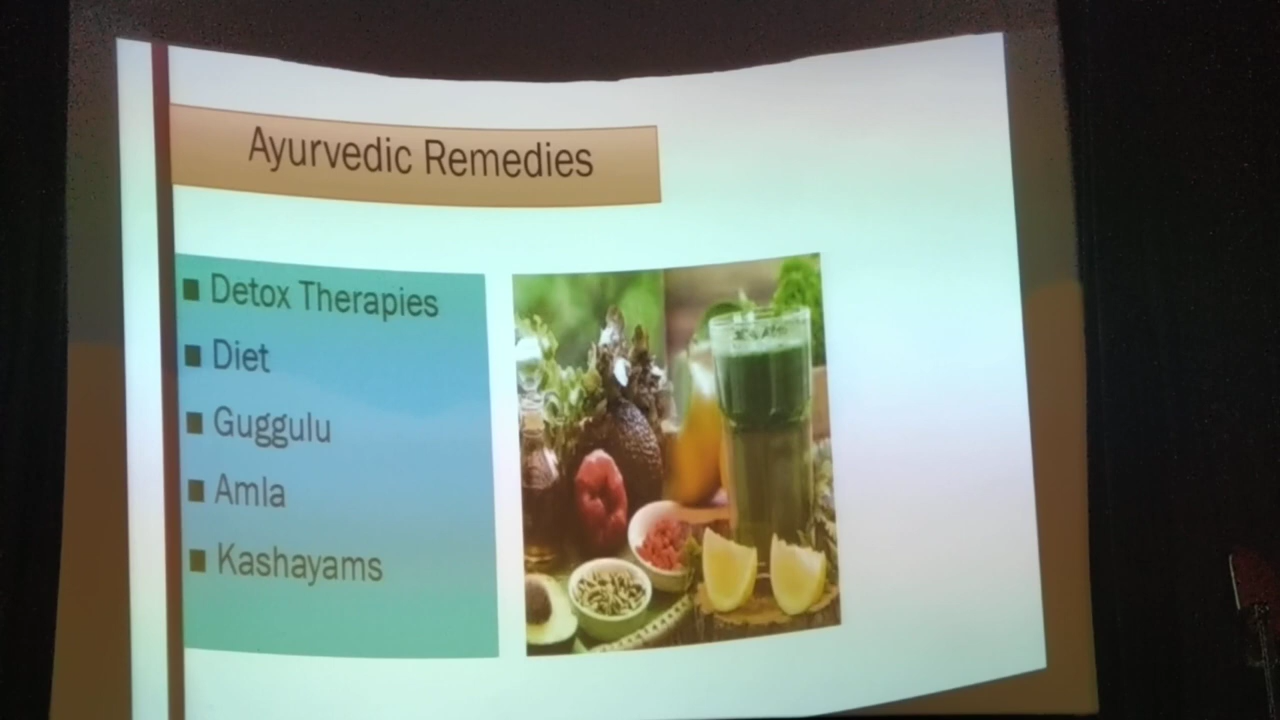 Ayurvedic Remedies
Detox Therapies
Diet
Guggulu
Amla
Kashayams